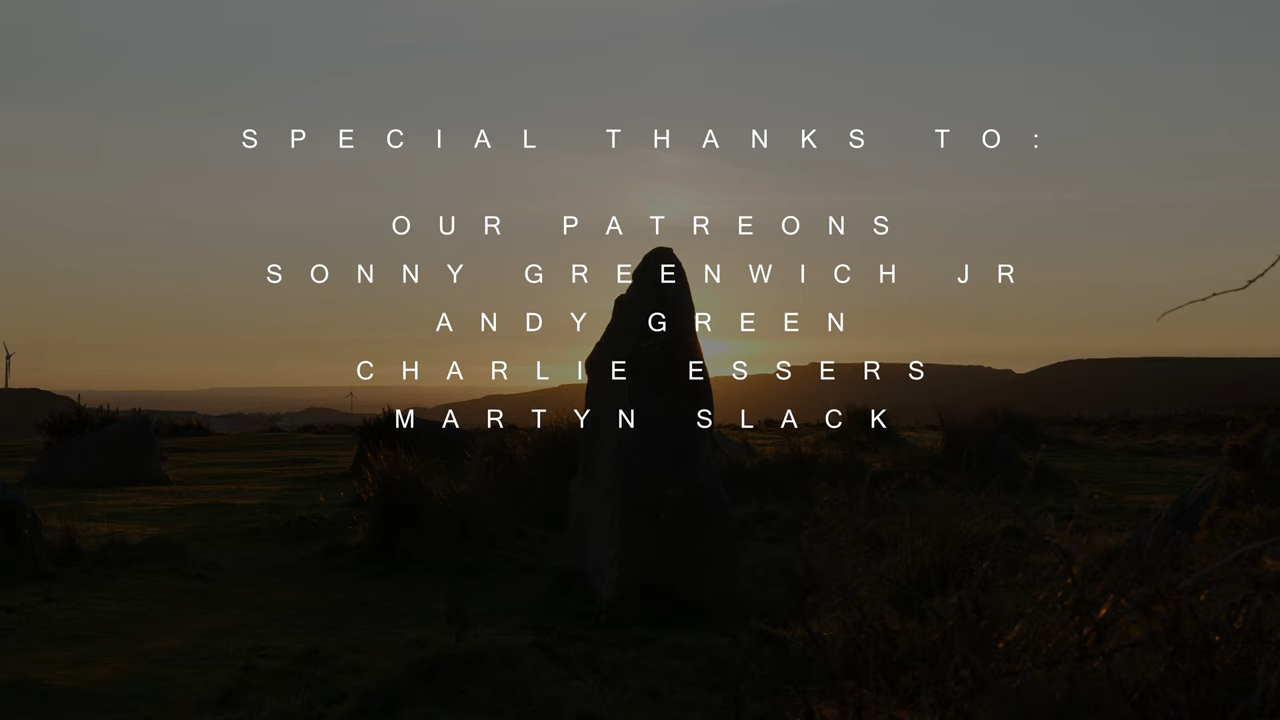 SPECIAL THANKS TO:
OUR PATREONS
SONNY GREENWICH JR
ANDY GREEN
CHARLIE ESSERS
MARTYN SLACK